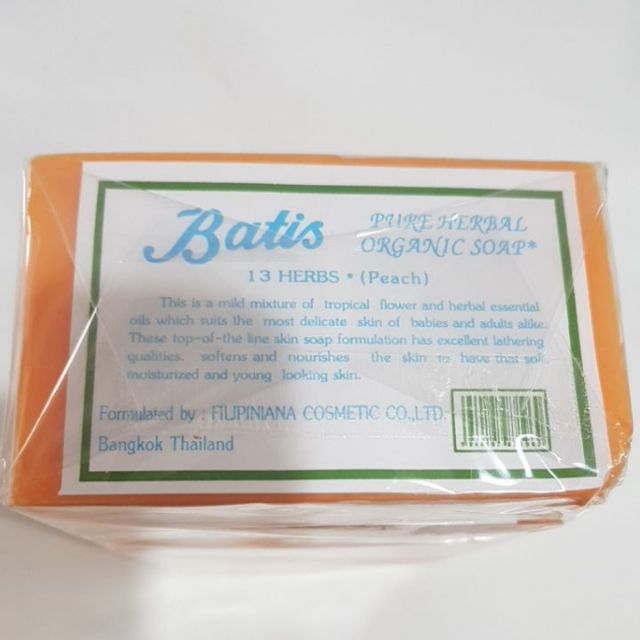 Batis
PURE HERBAL
ORGANIC SOAP*
13 HERBS * (Peach)
This is a mild mixture of tropical flower and herbal essential
oils which suits the most delicate skin of babies and adults alike.
These top-of-the line skin soap formulation has excellent lathering
qualities. softens and nourishes the skin to have that soft
moisturized and young looking skin.
Formulated by : FILIPINIANA COSMETIC CO.,LTD.
Bangkok Thailand